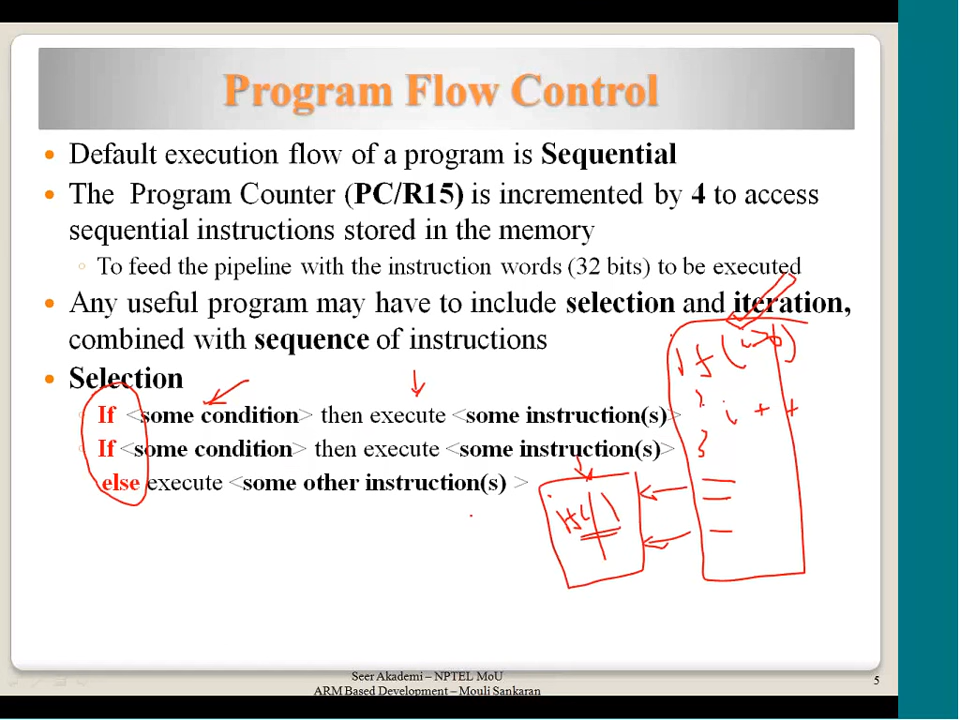 Program Flow Control
• Default execution flow of a program is Sequential
• The Program Counter (PC/R15) is incremented by 4 to access
sequential instructions stored in the memory
◦ To feed the pipeline with the instruction words (32 bits) to be executed
• Any useful program may have to include selection and iteration,
combined with sequence of instructions
• Selection
◦ If <some condition> then execute <some instruction(s)>
◦ If <some condition> then execute <some instruction(s)>
else execute <some other instruction(s) >
i + +
Seer Akademi – NPTEL MoU
ARM Based Development – Mouli Sankaran
5